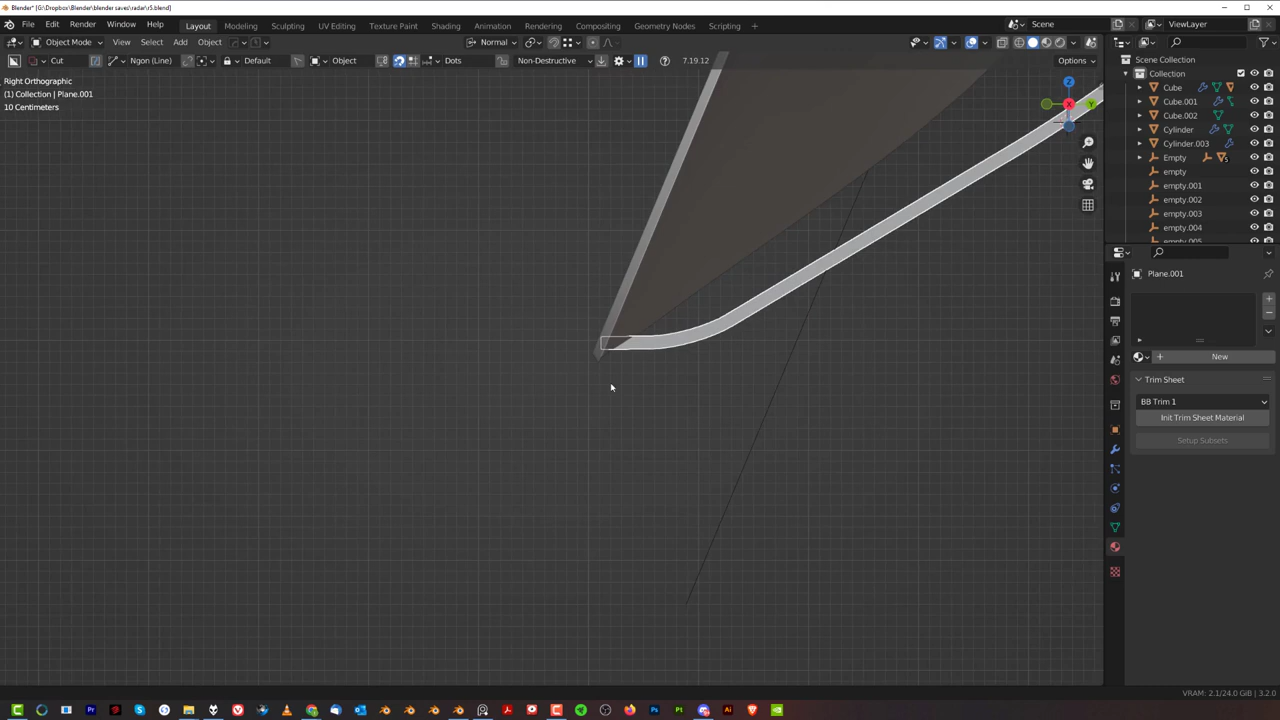 Blender* [G:\Dropbox\Blender\blender saves\radar\r5.blend]
File Edit Render Window Help Layout Modeling Sculpting UV Editing Texture Paint Shading Animation Rendering Compositing Geometry Nodes Scripting + Scene ViewLayer
Object Mode View Select Add Object Normal
Cut Ngon (Line) Default Object Dots Non-Destructive 7.19.12 Options
Right Orthographic
(1) Collection | Plane.001
10 Centimeters
Z
X
Y
Scene Collection
Collection
Cube
Cube.001
Cube.002
Cylinder
Cylinder.003
Empty 5
empty
empty.001
empty.002
empty.003
empty.004
empty.005
Plane.001
New
Trim Sheet
BB Trim 1
Init Trim Sheet Material
Setup Subsets
VRAM: 2.1/24.0 GiB | 3.2.0